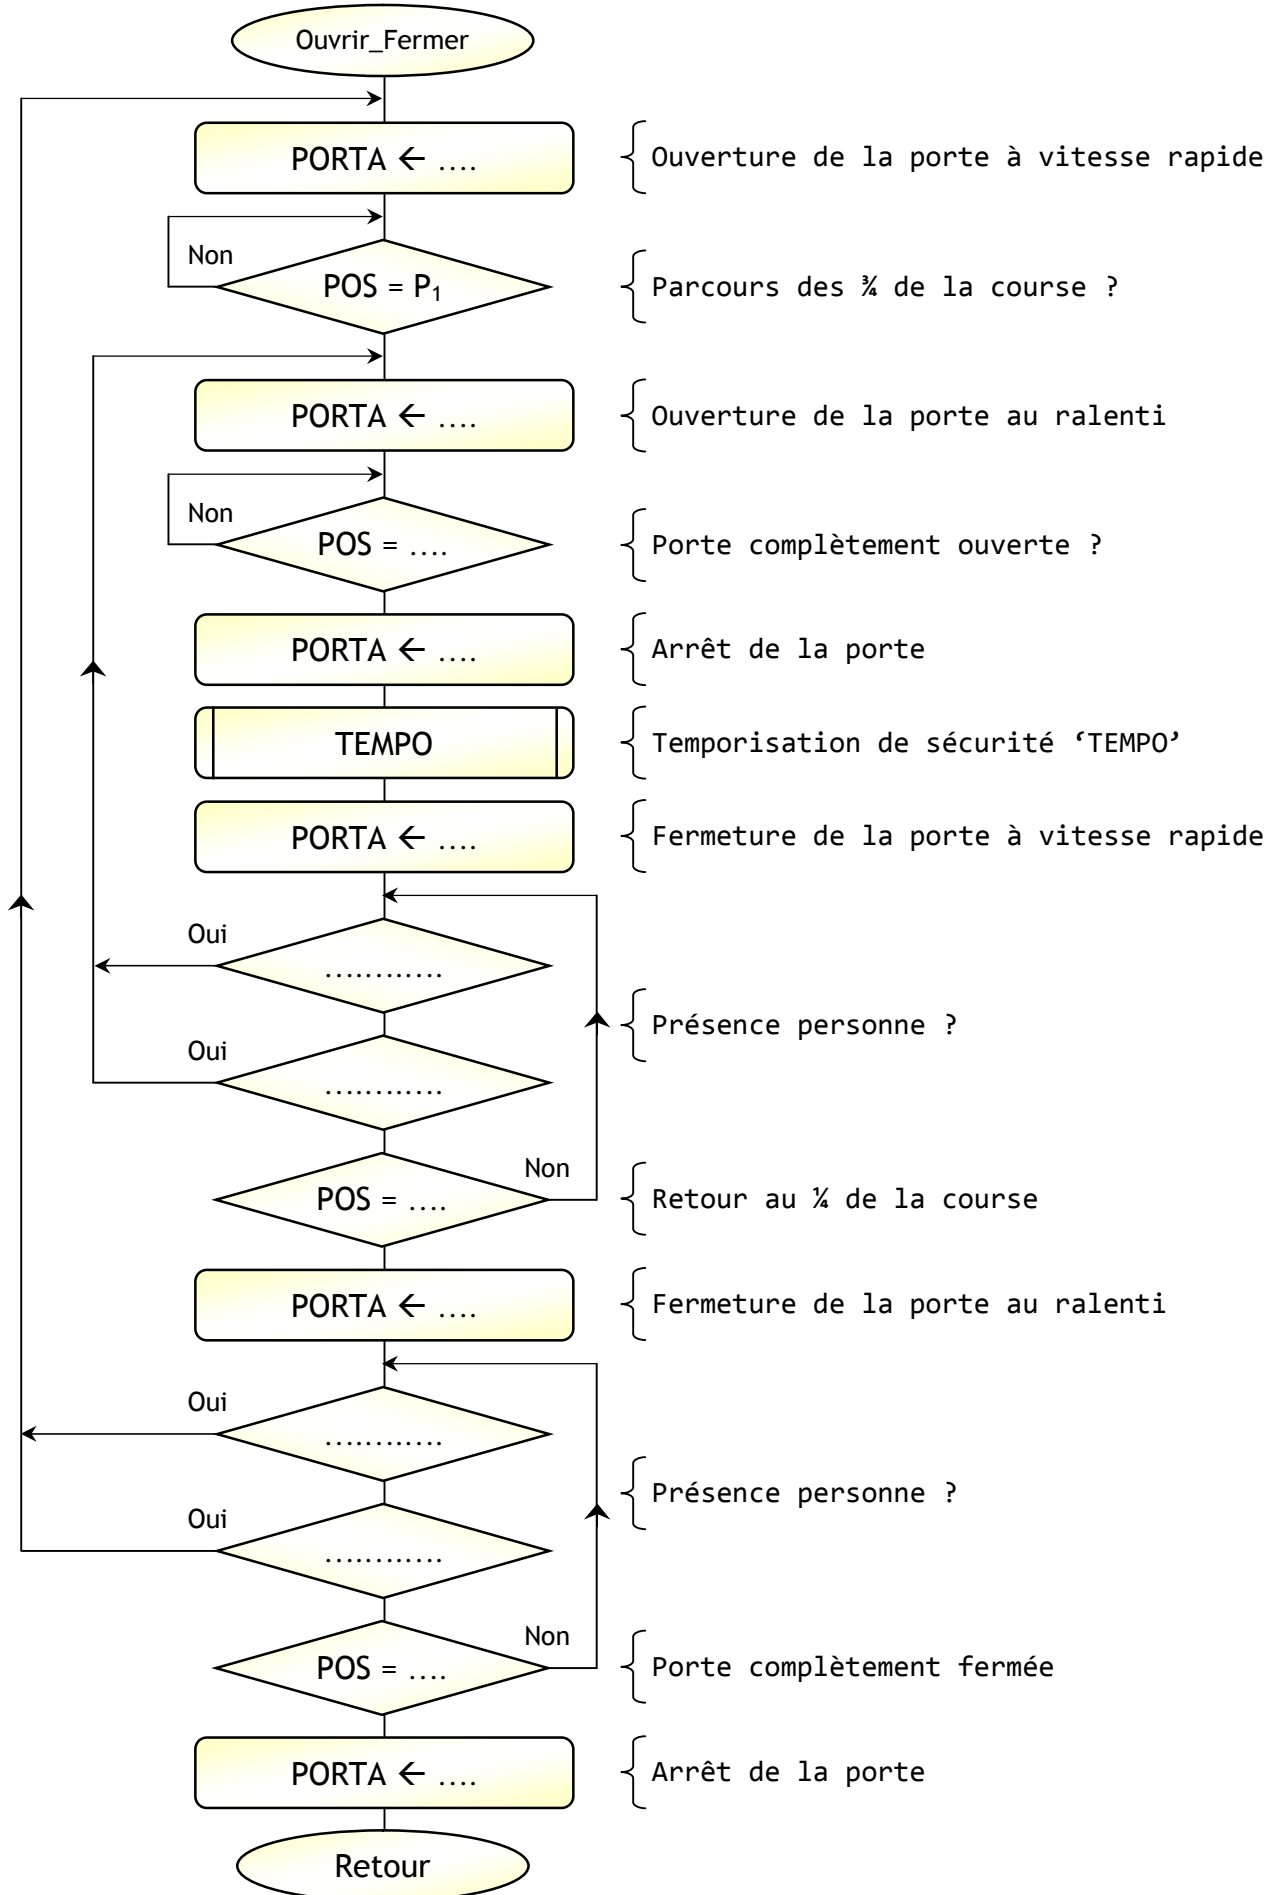 Ouvrir_Fermer
PORTA ← ....
Ouverture de la porte à vitesse rapide
Non
POS = P₁
Parcours des ¾ de la course ?
PORTA ← ....
Ouverture de la porte au ralenti
Non
POS = ....
Porte complètement ouverte ?
PORTA ← ....
Arrêt de la porte
TEMPO
Temporisation de sécurité ‘TEMPO’
PORTA ← ....
Fermeture de la porte à vitesse rapide
Oui
............
Présence personne ?
Oui
............
Non
POS = ....
Retour au ¼ de la course
PORTA ← ....
Fermeture de la porte au ralenti
Oui
............
Présence personne ?
Oui
............
Non
POS = ....
Porte complètement fermée
PORTA ← ....
Arrêt de la porte
Retour